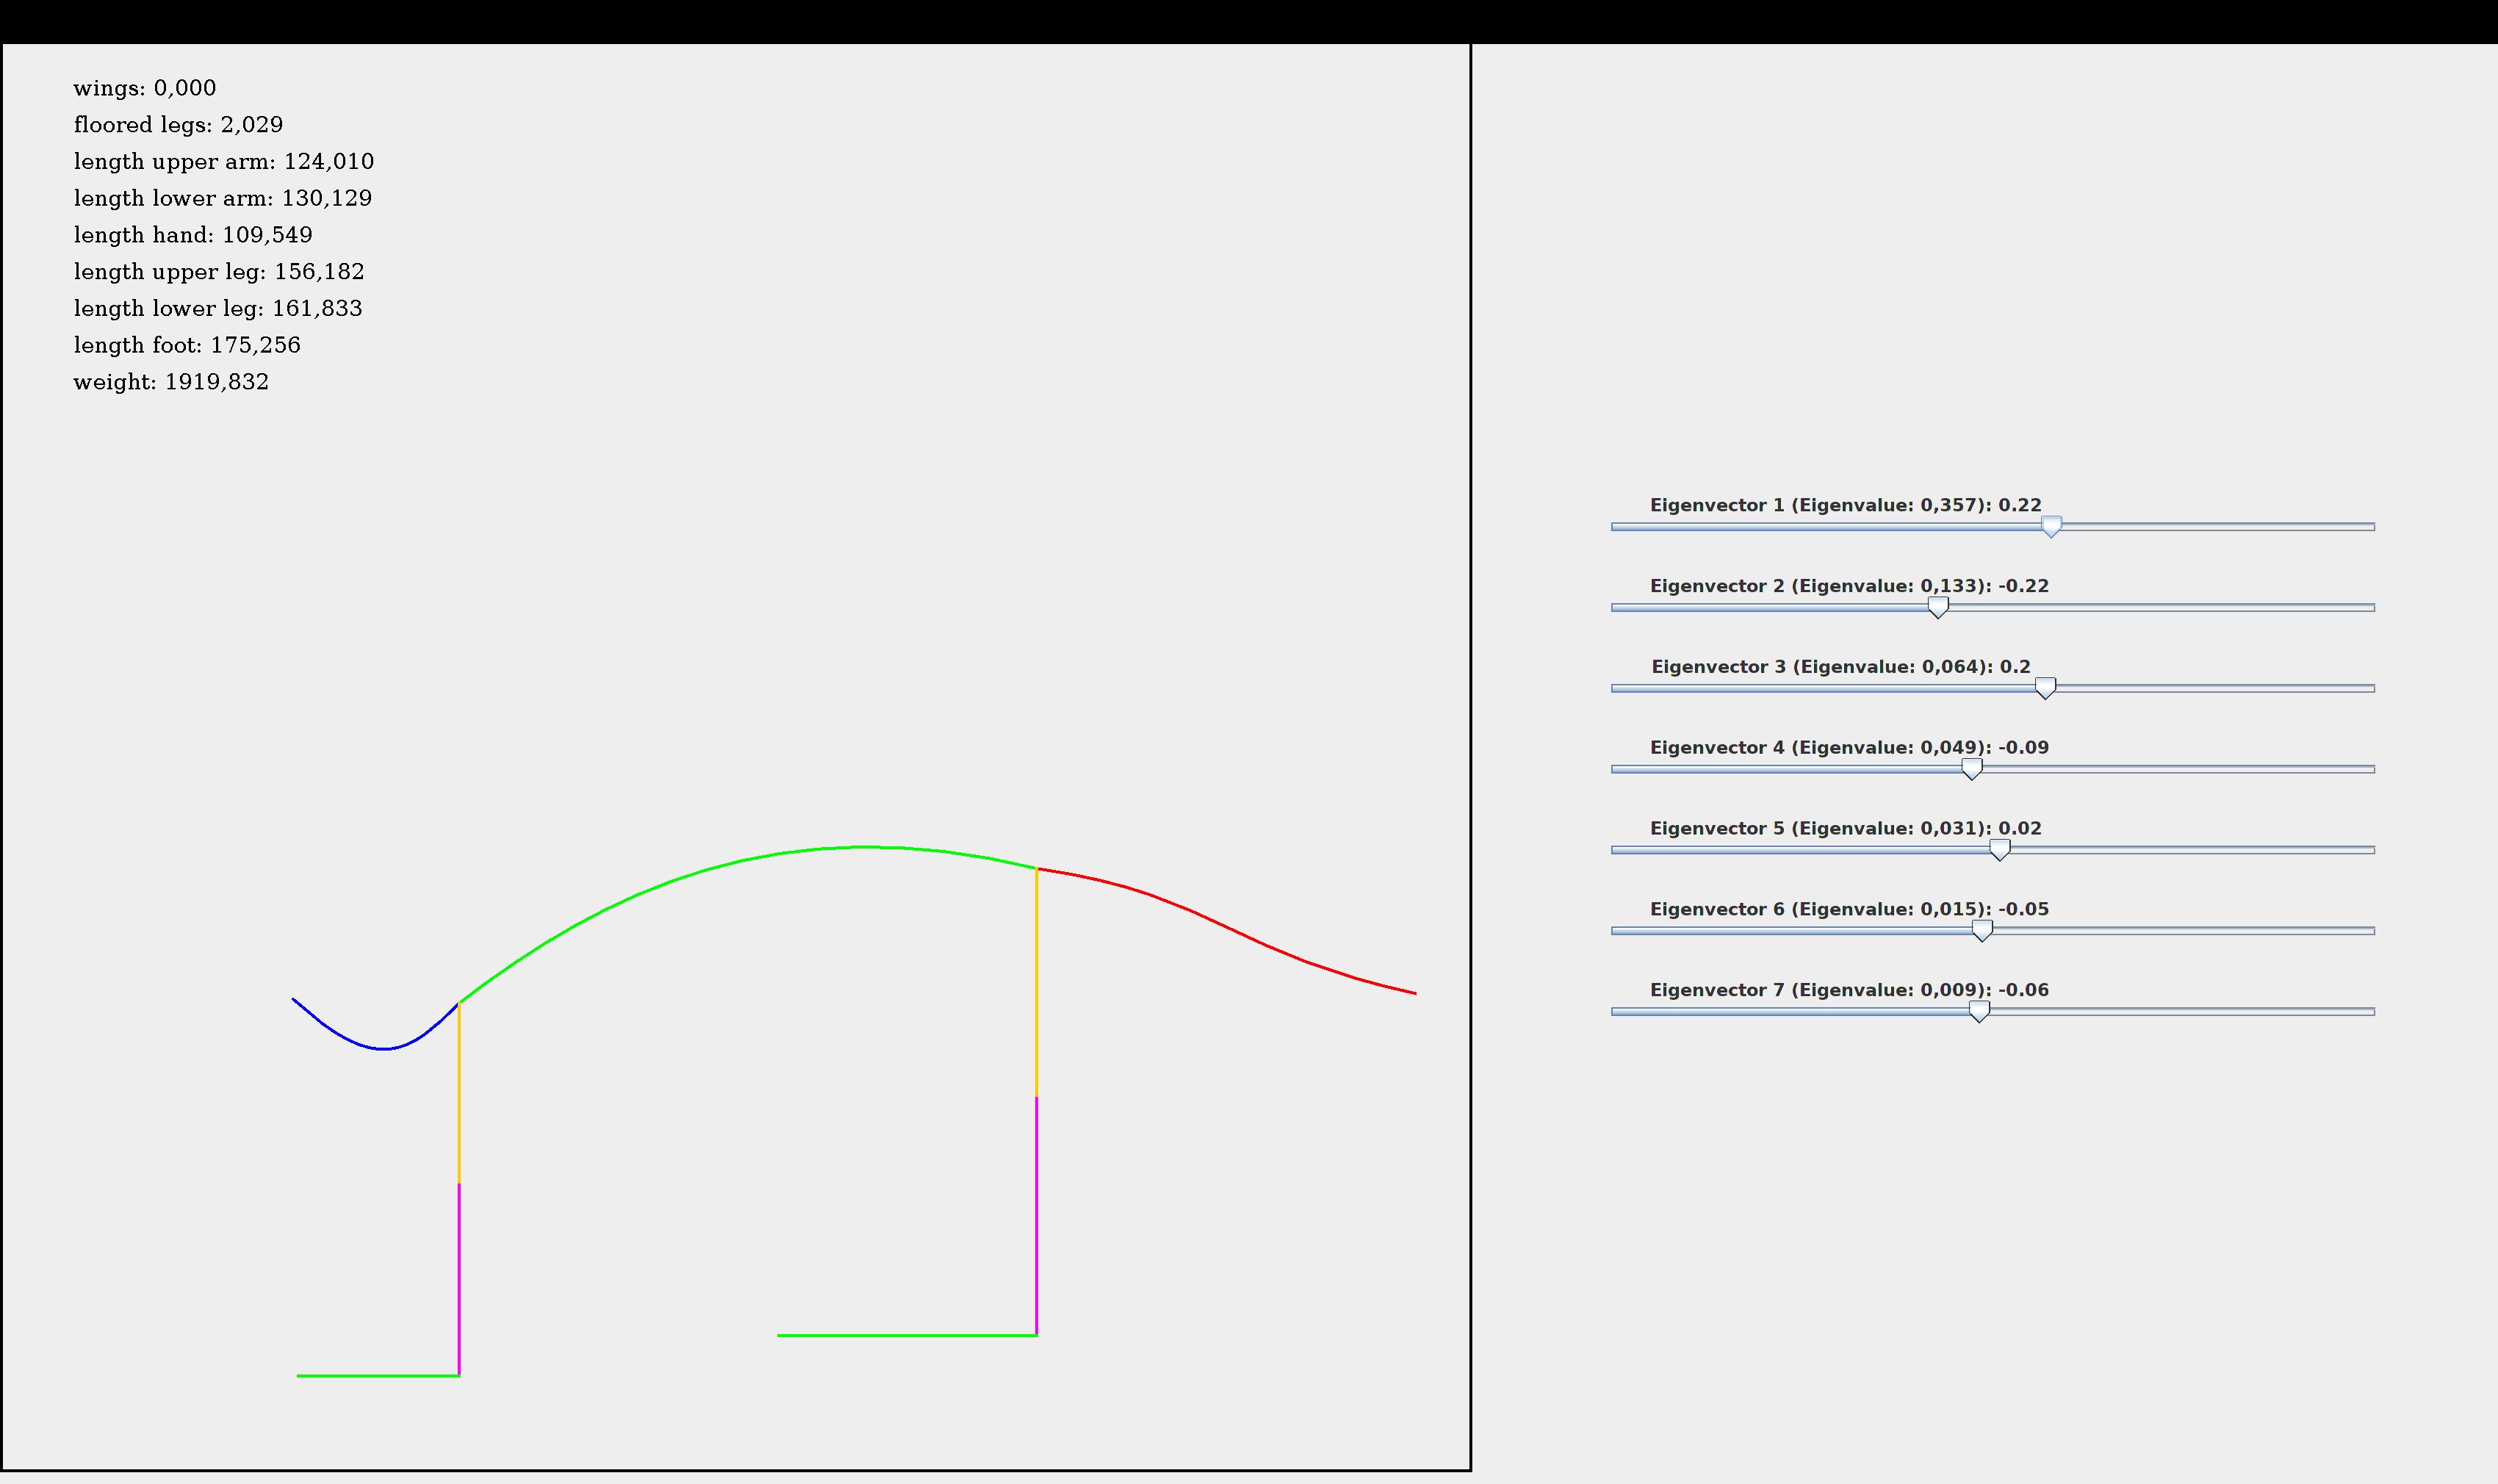 wings: 0,000
floored legs: 2,029
length upper arm: 124,010
length lower arm: 130,129
length hand: 109,549
length upper leg: 156,182
length lower leg: 161,833
length foot: 175,256
weight: 1919,832
Eigenvector 1 (Eigenvalue: 0,357): 0.22
Eigenvector 2 (Eigenvalue: 0,133): -0.22
Eigenvector 3 (Eigenvalue: 0,064): 0.2
Eigenvector 4 (Eigenvalue: 0,049): -0.09
Eigenvector 5 (Eigenvalue: 0,031): 0.02
Eigenvector 6 (Eigenvalue: 0,015): -0.05
Eigenvector 7 (Eigenvalue: 0,009): -0.06